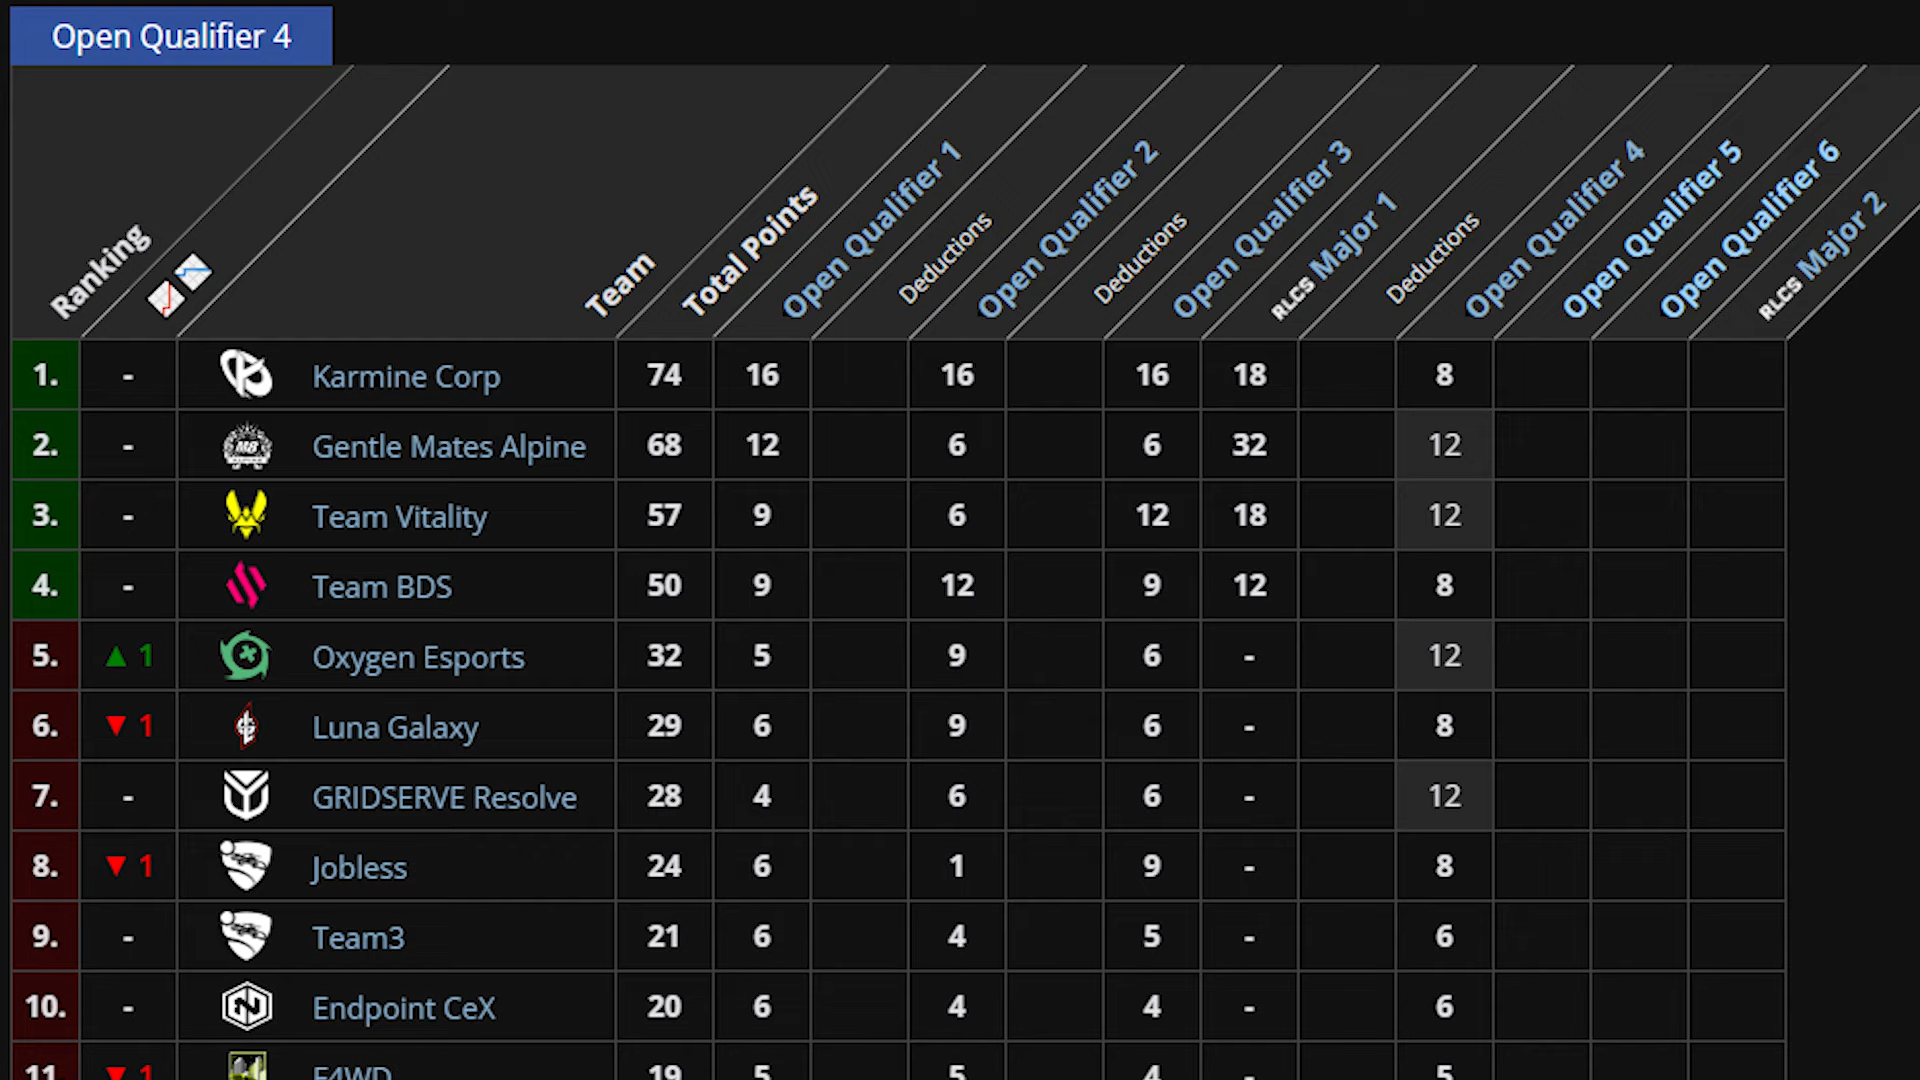 Open Qualifier 4
Ranking Team Total Points Open Qualifier 1 Deductions Open Qualifier 2 Deductions Open Qualifier 3 RLCS Major 1 Deductions Open Qualifier 4 Open Qualifier 5 Open Qualifier 6 RLCS Major 2
1. - Karmine Corp 74 16 16 16 18 8
2. - Gentle Mates Alpine 68 12 6 6 32 12
3. - Team Vitality 57 9 6 12 18 12
4. - Team BDS 50 9 12 9 12 8
5. ▲ 1 Oxygen Esports 32 5 9 6 - 12
6. ▼ 1 Luna Galaxy 29 6 9 6 - 8
7. - GRIDSERVE Resolve 28 4 6 6 - 12
8. ▼ 1 Jobless 24 6 1 9 - 8
9. - Team3 21 6 4 5 - 6
10. - Endpoint CeX 20 6 4 4 - 6
11. ▼ 1 F4WD 19 5 5 4 - 5